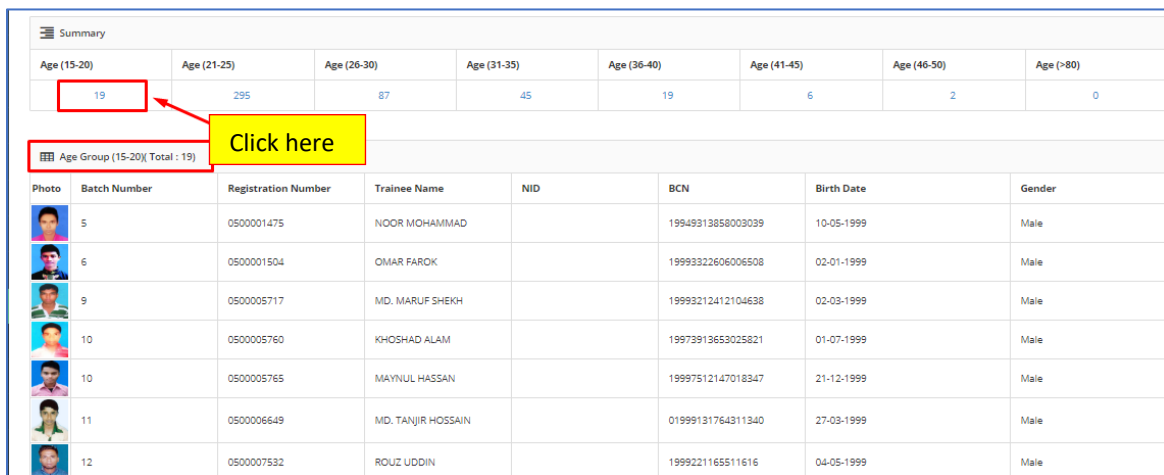 Summary
Age (15-20) Age (21-25) Age (26-30) Age (31-35) Age (36-40) Age (41-45) Age (46-50) Age (>80)
19 295 87 45 19 6 2 0
Click here
Age Group (15-20)( Total : 19)
Photo Batch Number Registration Number Trainee Name NID BCN Birth Date Gender
5 0500001475 NOOR MOHAMMAD 19949313858003039 10-05-1999 Male
6 0500001504 OMAR FAROK 19993322606006508 02-01-1999 Male
9 0500005717 MD. MARUF SHEKH 19993212412104638 02-03-1999 Male
10 0500005760 KHOSHAD ALAM 19973913653025821 01-07-1999 Male
10 0500005765 MAYNUL HASSAN 19997512147018347 21-12-1999 Male
11 0500006649 MD. TANJIR HOSSAIN 01999131764311340 27-03-1999 Male
12 0500007532 ROUZ UDDIN 1999221165511616 04-05-1999 Male